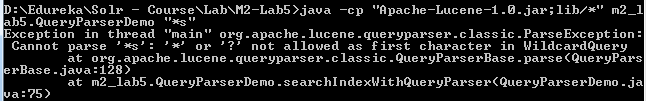 D:\Edureka\Solr - Course\Lab\M2-Lab5>java -cp "Apache-Lucene-1.0.jar;lib/*" m2_l
ab5.QueryParserDemo "*s"
Exception in thread "main" org.apache.lucene.queryparser.classic.ParseException:
 Cannot parse '*s': '*' or '?' not allowed as first character in WildcardQuery
        at org.apache.lucene.queryparser.classic.QueryParserBase.parse(QueryPars
erBase.java:128)
        at m2_lab5.QueryParserDemo.searchIndexWithQueryParser(QueryParserDemo.ja
va:75)